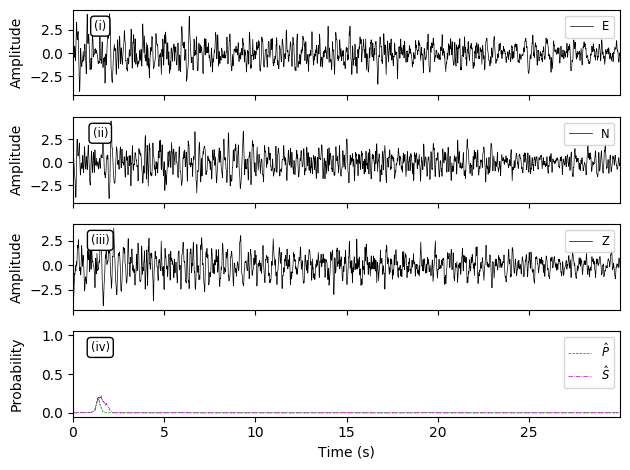 Amplitude
2.5
0.0
−2.5
(i)
E
Amplitude
2.5
0.0
−2.5
(ii)
N
Amplitude
2.5
0.0
−2.5
(iii)
Z
Probability
1.0
0.5
0.0
(iv)
P̂
Ŝ
0 5 10 15 20 25
Time (s)